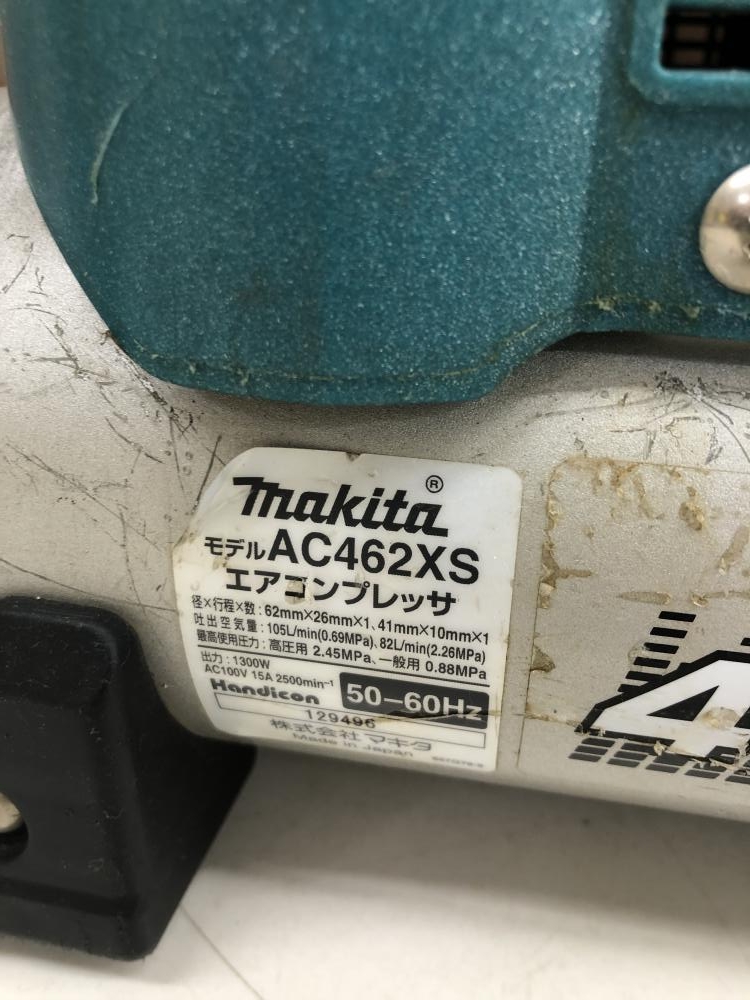 makita®
モデルAC462XS
エアコンプレッサ
径×行程×数：62mm×26mm×1、41mm×10mm×1
吐出空気量：105L/min(0.69MPa)、82L/min(2.26MPa)
最高使用圧力：高圧用 2.45MPa、一般用 0.88MPa
出力：1300W
AC100V 15A 2500min⁻¹
Handicon 50–60Hz
129496
株式会社 マキタ
Made in Japan
4